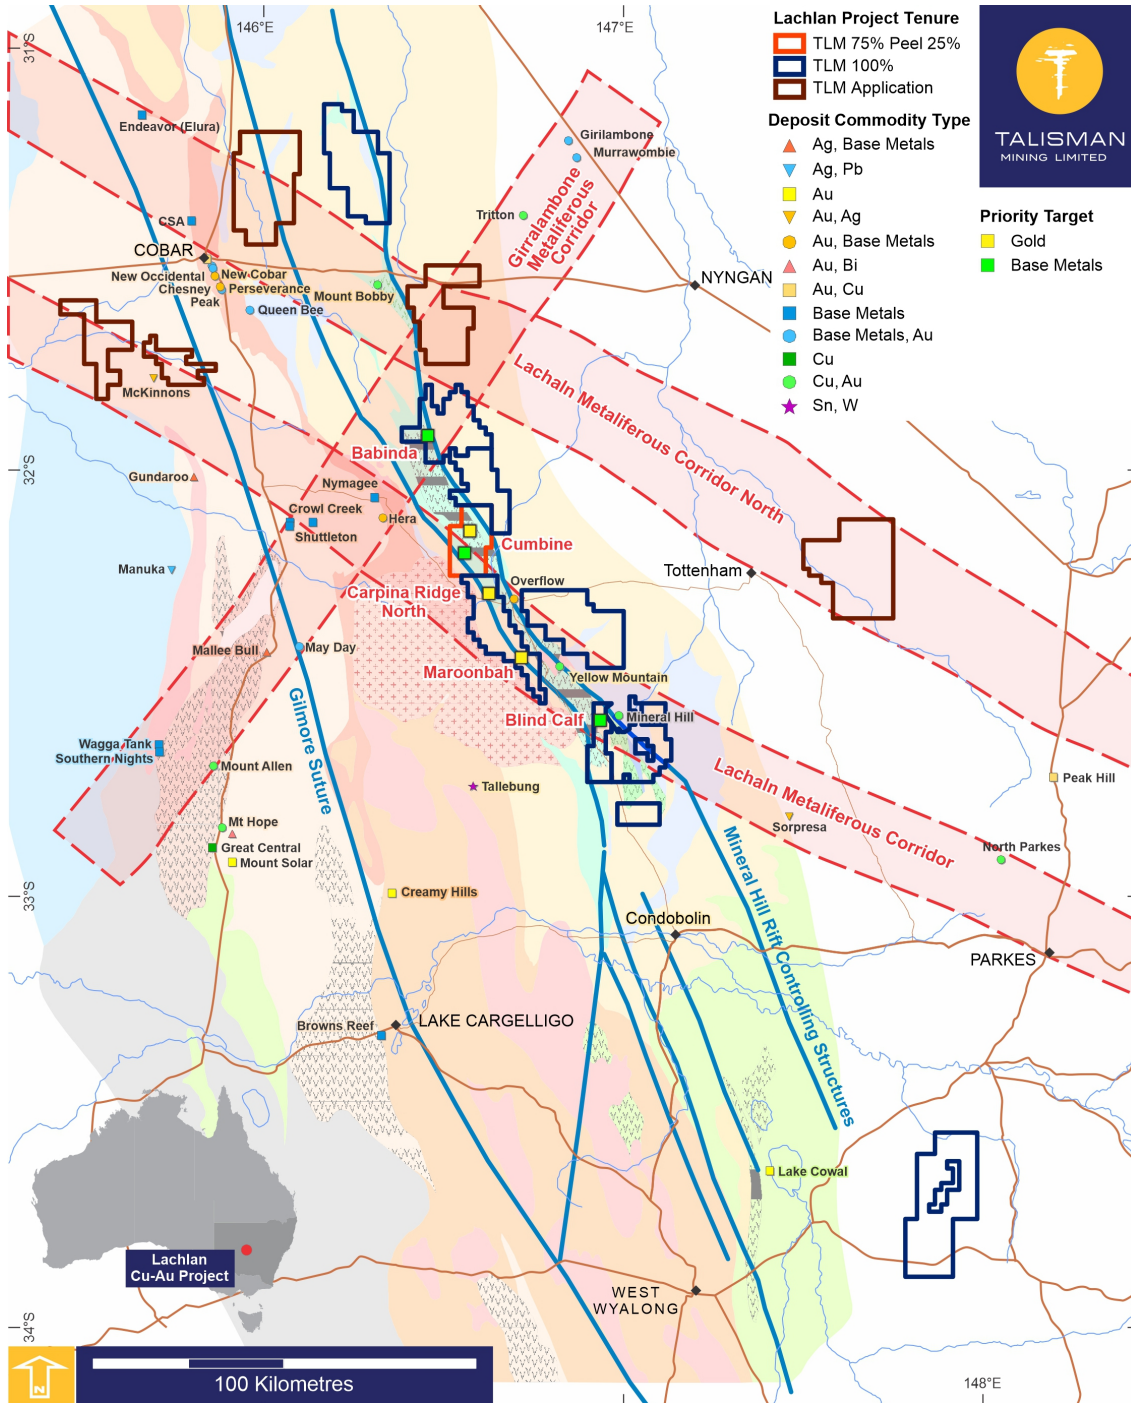 146°E
147°E
31°S
32°S
33°S
34°S
148°E
Lachlan Project Tenure
TLM 75% Peel 25%
TLM 100%
TLM Application
Deposit Commodity Type
Ag, Base Metals
Ag, Pb
Au
Au, Ag
Au, Base Metals
Au, Bi
Au, Cu
Base Metals
Base Metals, Au
Cu
Cu, Au
Sn, W
TALISMAN
MINING LIMITED
Priority Target
Gold
Base Metals
Endeavor (Elura)
Girilambone
Murrawombie
Tritton
Girralambone
Metaliferous
Corridor
CSA
COBAR
New Occidental
New Cobar
Chesney
Perseverance
Peak
Queen Bee
Mount Bobby
NYNGAN
McKinnons
Lachaln Metaliferous Corridor North
Babinda
Gundaroo
Nymagee
Crowl Creek
Hera
Shuttleton
Cumbine
Manuka
Tottenham
Overflow
Carpina Ridge
North
Mallee Bull
May Day
Maroonbah
Yellow Mountain
Gilmore Suture
Blind Calf
Mineral Hill
Wagga Tank
Southern Nights
Mount Allen
Lachaln Metaliferous Corridor
Peak Hill
Tallebung
Mt Hope
Great Central
Mount Solar
Sorpresa
North Parkes
Mineral Hill Rift Controlling Structures
Creamy Hills
Condobolin
PARKES
Browns Reef
LAKE CARGELLIGO
Lake Cowal
Lachlan
Cu-Au Project
WEST
WYALONG
N
100 Kilometres